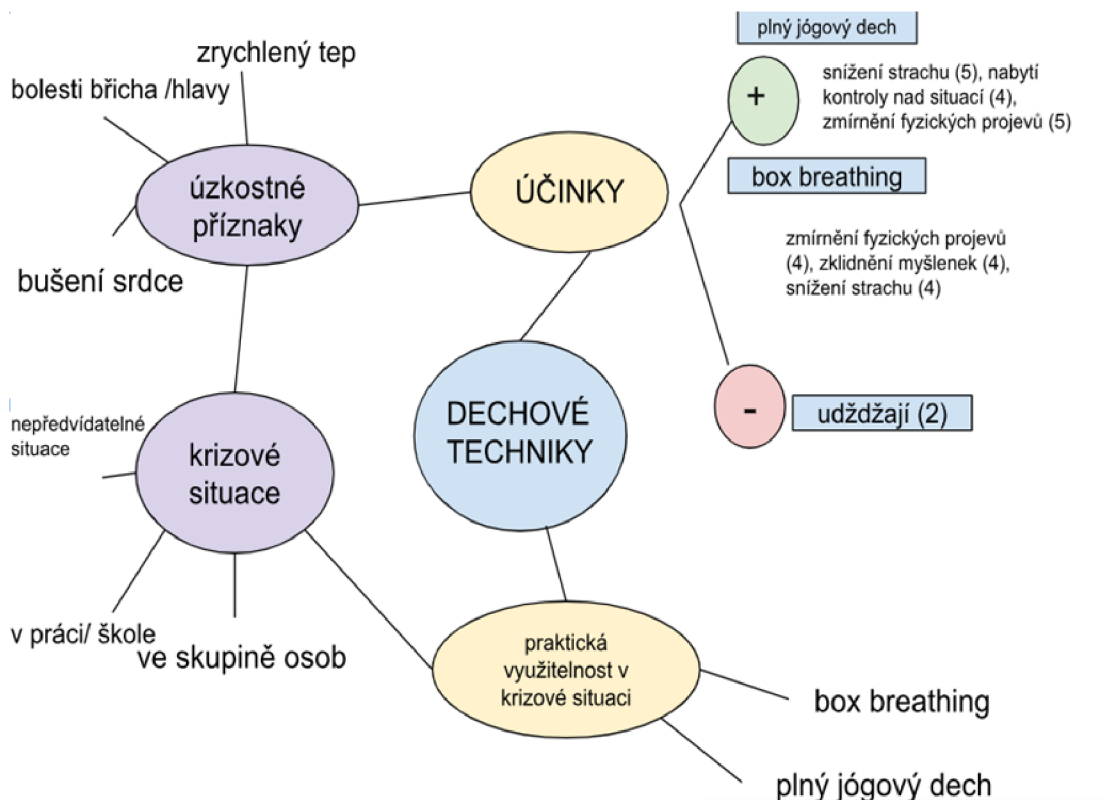 plný jógový dech
zrychlený tep
bolesti břicha /hlavy
+
snížení strachu (5), nabytí
kontroly nad situací (4),
zmírnění fyzických projevů (5)
úzkostné
příznaky
ÚČINKY
box breathing
bušení srdce
zmírnění fyzických projevů
(4), zklidnění myšlenek (4),
snížení strachu (4)
nepředvídatelné
situace
krizové
situace
DECHOVÉ
TECHNIKY
-
udždžají (2)
v práci/ škole
ve skupině osob
praktická
využitelnost v
krizové situaci
box breathing
plný jógový dech